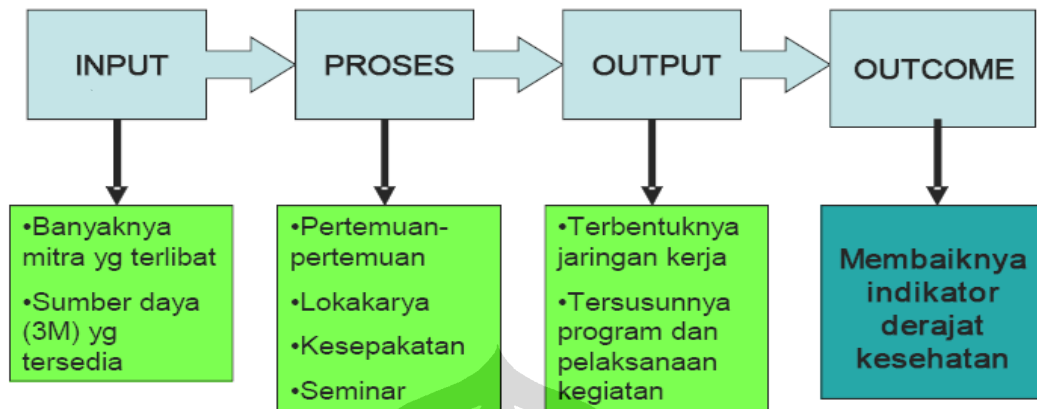 INPUT
PROSES
OUTPUT
OUTCOME
•Banyaknya
mitra yg terlibat
•Sumber daya
(3M) yg
tersedia
•Pertemuan-
pertemuan
•Lokakarya
•Kesepakatan
•Seminar
•Terbentuknya
jaringan kerja
•Tersusunnya
program dan
pelaksanaan
kegiatan
Membaiknya
indikator
derajat
kesehatan